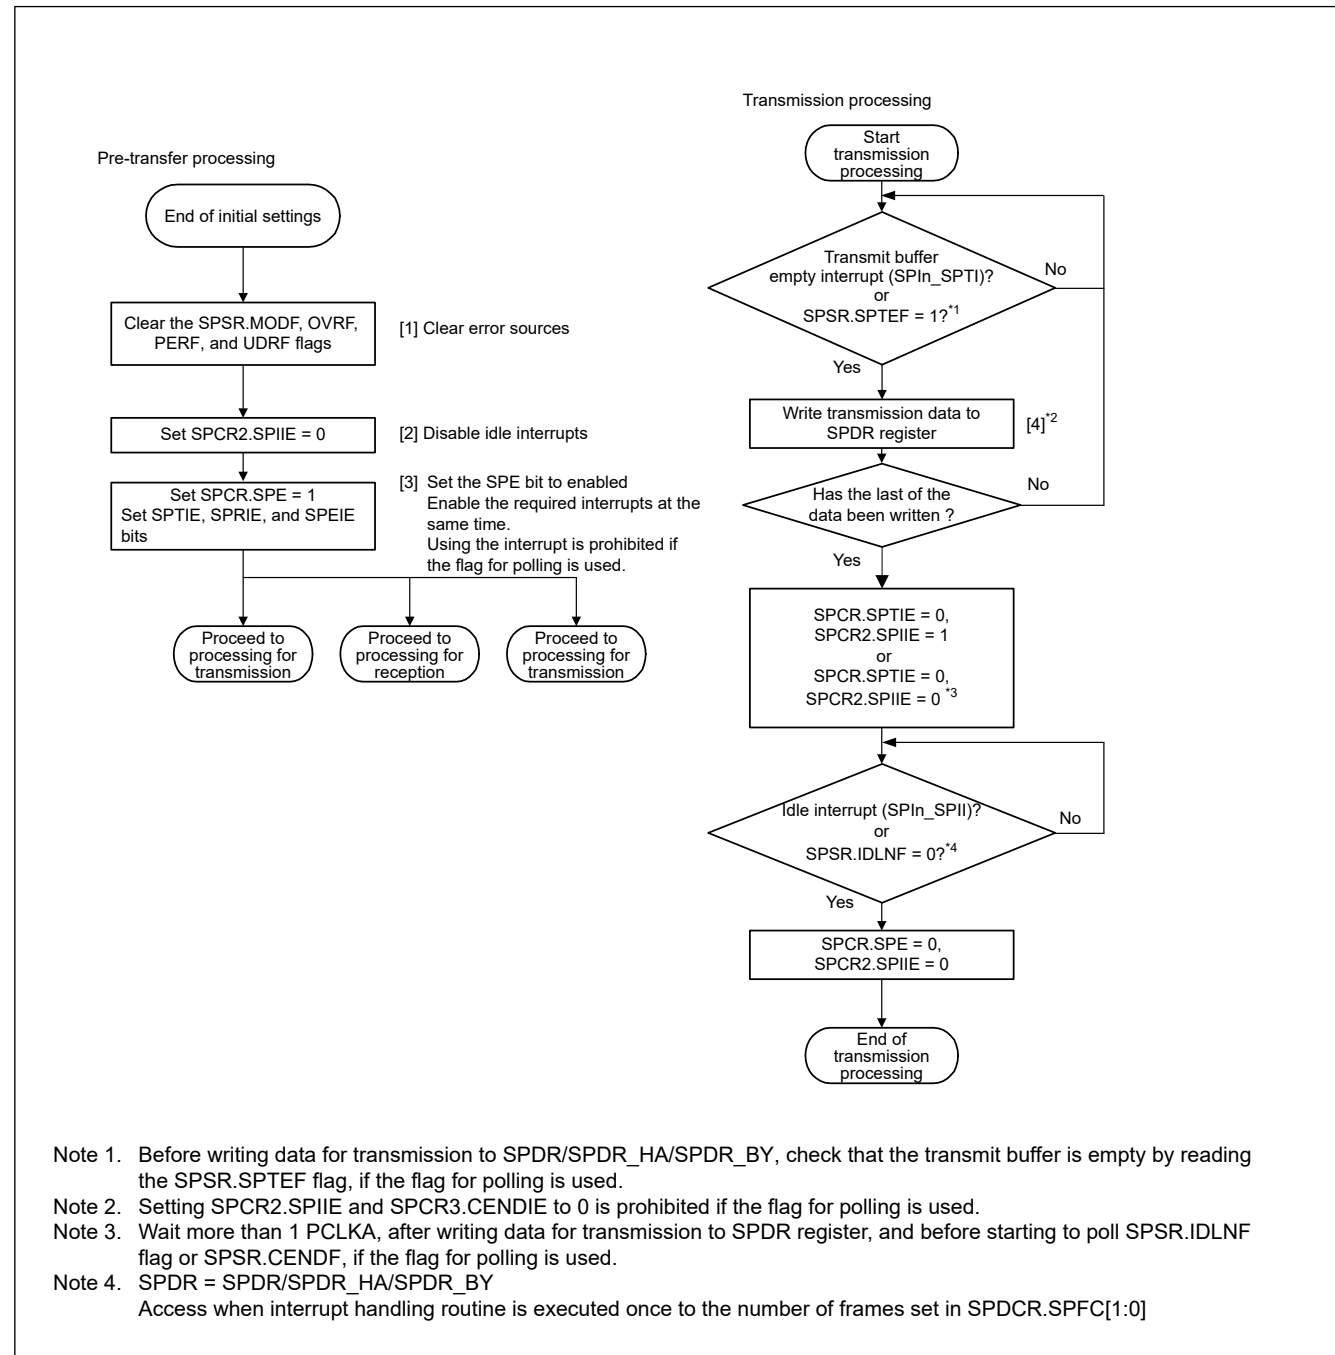 Pre-transfer processing
End of initial settings
Clear the SPSR.MODF, OVRF,
PERF, and UDRF flags
[1] Clear error sources
Set SPCR2.SPIIE = 0
[2] Disable idle interrupts
Set SPCR.SPE = 1
Set SPTIE, SPRIE, and SPEIE
bits
[3] Set the SPE bit to enabled
Enable the required interrupts at the
same time.
Using the interrupt is prohibited if
the flag for polling is used.
Proceed to
processing for
transmission
Proceed to
processing for
reception
Proceed to
processing for
transmission
Transmission processing
Start
transmission
processing
Transmit buffer
empty interrupt (SPIn_SPTI)?
or
SPSR.SPTEF = 1?*1
No
Yes
Write transmission data to
SPDR register
[4]*2
Has the last of the
data been written ?
No
Yes
SPCR.SPTIE = 0,
SPCR2.SPIIE = 1
or
SPCR.SPTIE = 0,
SPCR2.SPIIE = 0 *3
Idle interrupt (SPIn_SPII)?
or
SPSR.IDLNF = 0?*4
No
Yes
SPCR.SPE = 0,
SPCR2.SPIIE = 0
End of
transmission
processing
Note 1. Before writing data for transmission to SPDR/SPDR_HA/SPDR_BY, check that the transmit buffer is empty by reading
the SPSR.SPTEF flag, if the flag for polling is used.
Note 2. Setting SPCR2.SPIIE and SPCR3.CENDIE to 0 is prohibited if the flag for polling is used.
Note 3. Wait more than 1 PCLKA, after writing data for transmission to SPDR register, and before starting to poll SPSR.IDLNF
flag or SPSR.CENDF, if the flag for polling is used.
Note 4. SPDR = SPDR/SPDR_HA/SPDR_BY
Access when interrupt handling routine is executed once to the number of frames set in SPDCR.SPFC[1:0]